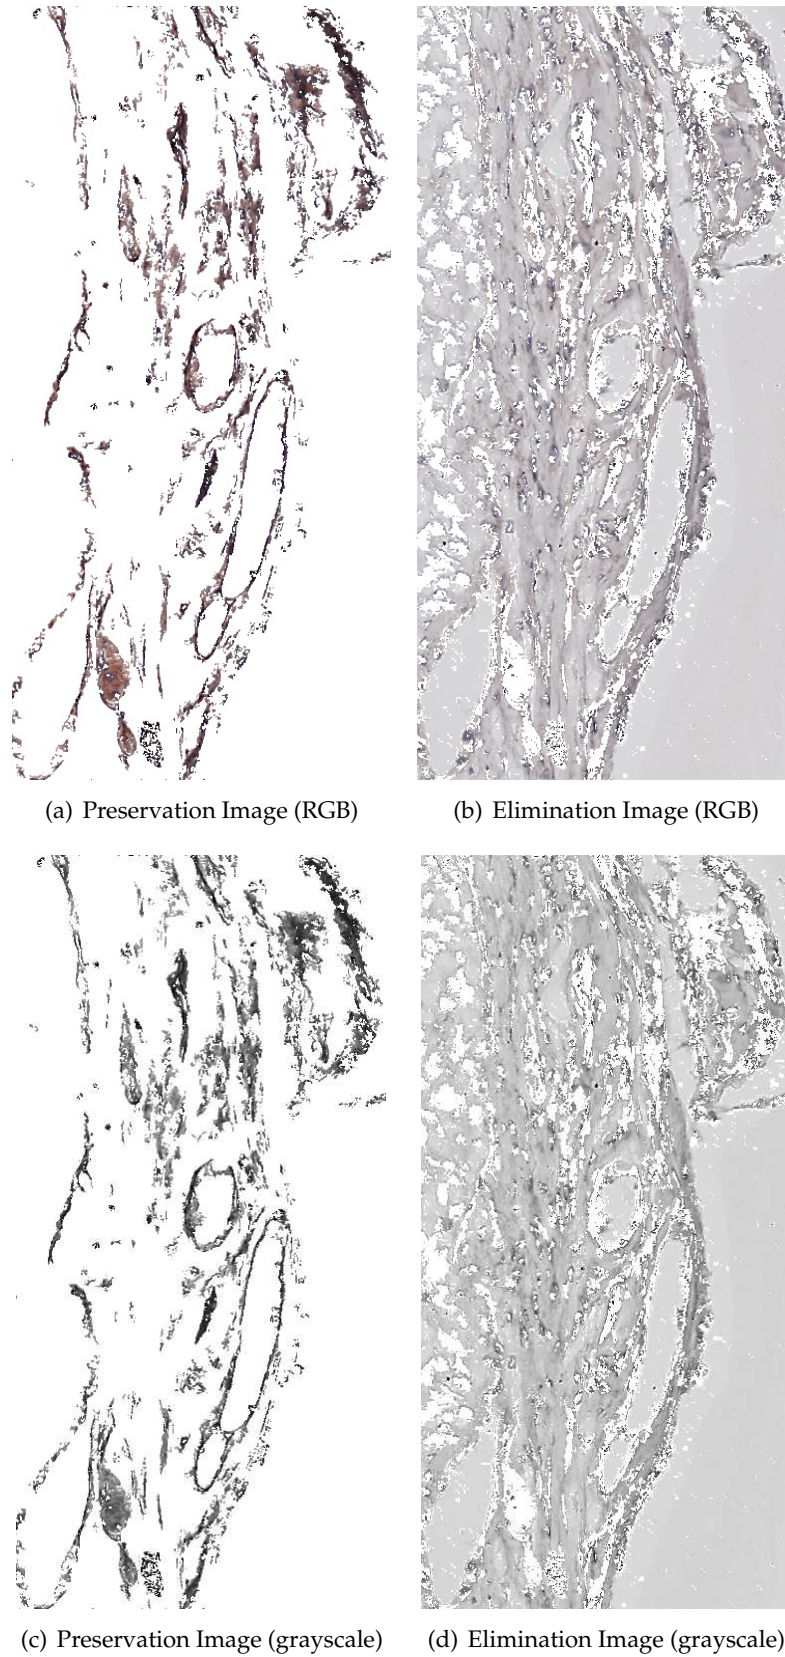 (a) Preservation Image (RGB)
(b) Elimination Image (RGB)
(c) Preservation Image (grayscale)
(d) Elimination Image (grayscale)